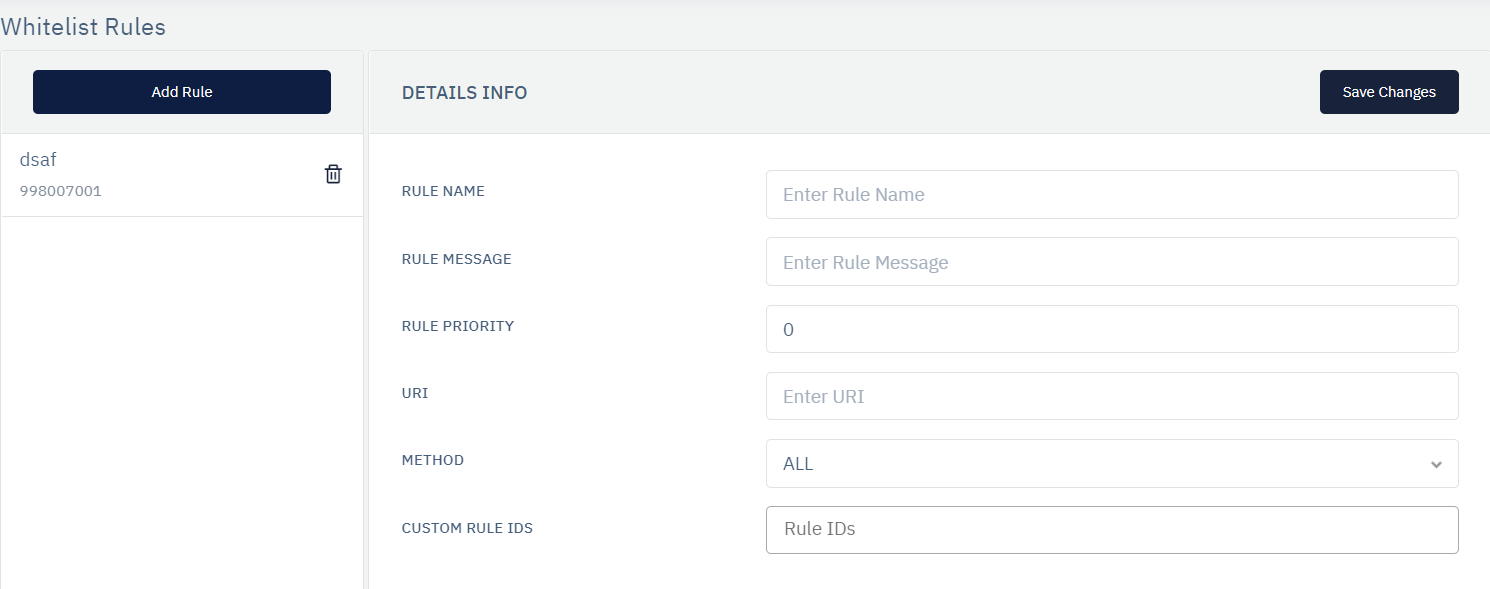 Whitelist Rules
Add Rule
dsaf
998007001
DETAILS INFO
Save Changes
RULE NAME
Enter Rule Name
RULE MESSAGE
Enter Rule Message
RULE PRIORITY
0
URI
Enter URI
METHOD
ALL
CUSTOM RULE IDS
Rule IDs